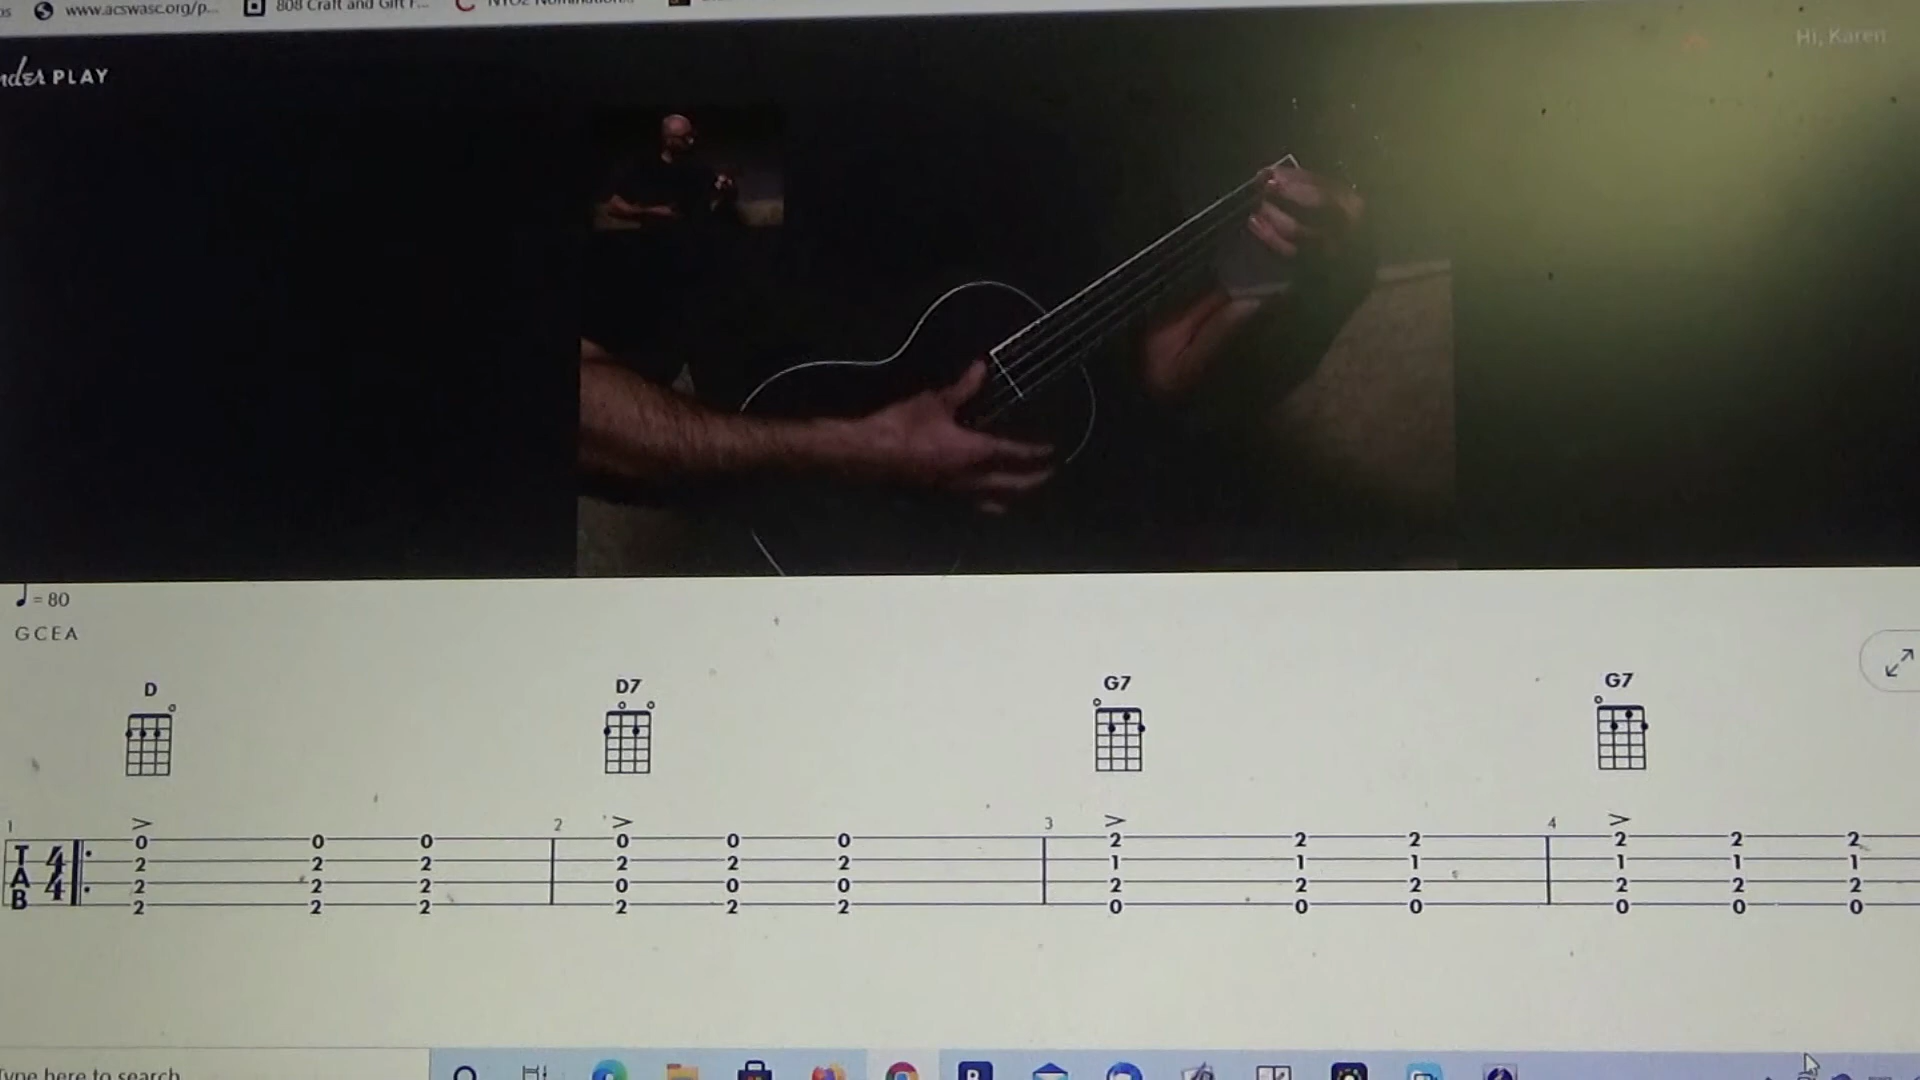 www.acswasc.org/p...
808 Craft and Gift F...
Hi, Karen
nder PLAY
= 80
GCEA
D D7 G7 G7
1 > 2 > 3 > 4 >
T 4 0 0 0 0 0 0 2 2 2 2 2 2
A 4 2 2 2 2 2 2 1 1 1 1 1 1
2 2 2 0 0 0 2 2 2 2 2 2
B 2 2 2 2 2 2 0 0 0 0 0 0
Type here to search